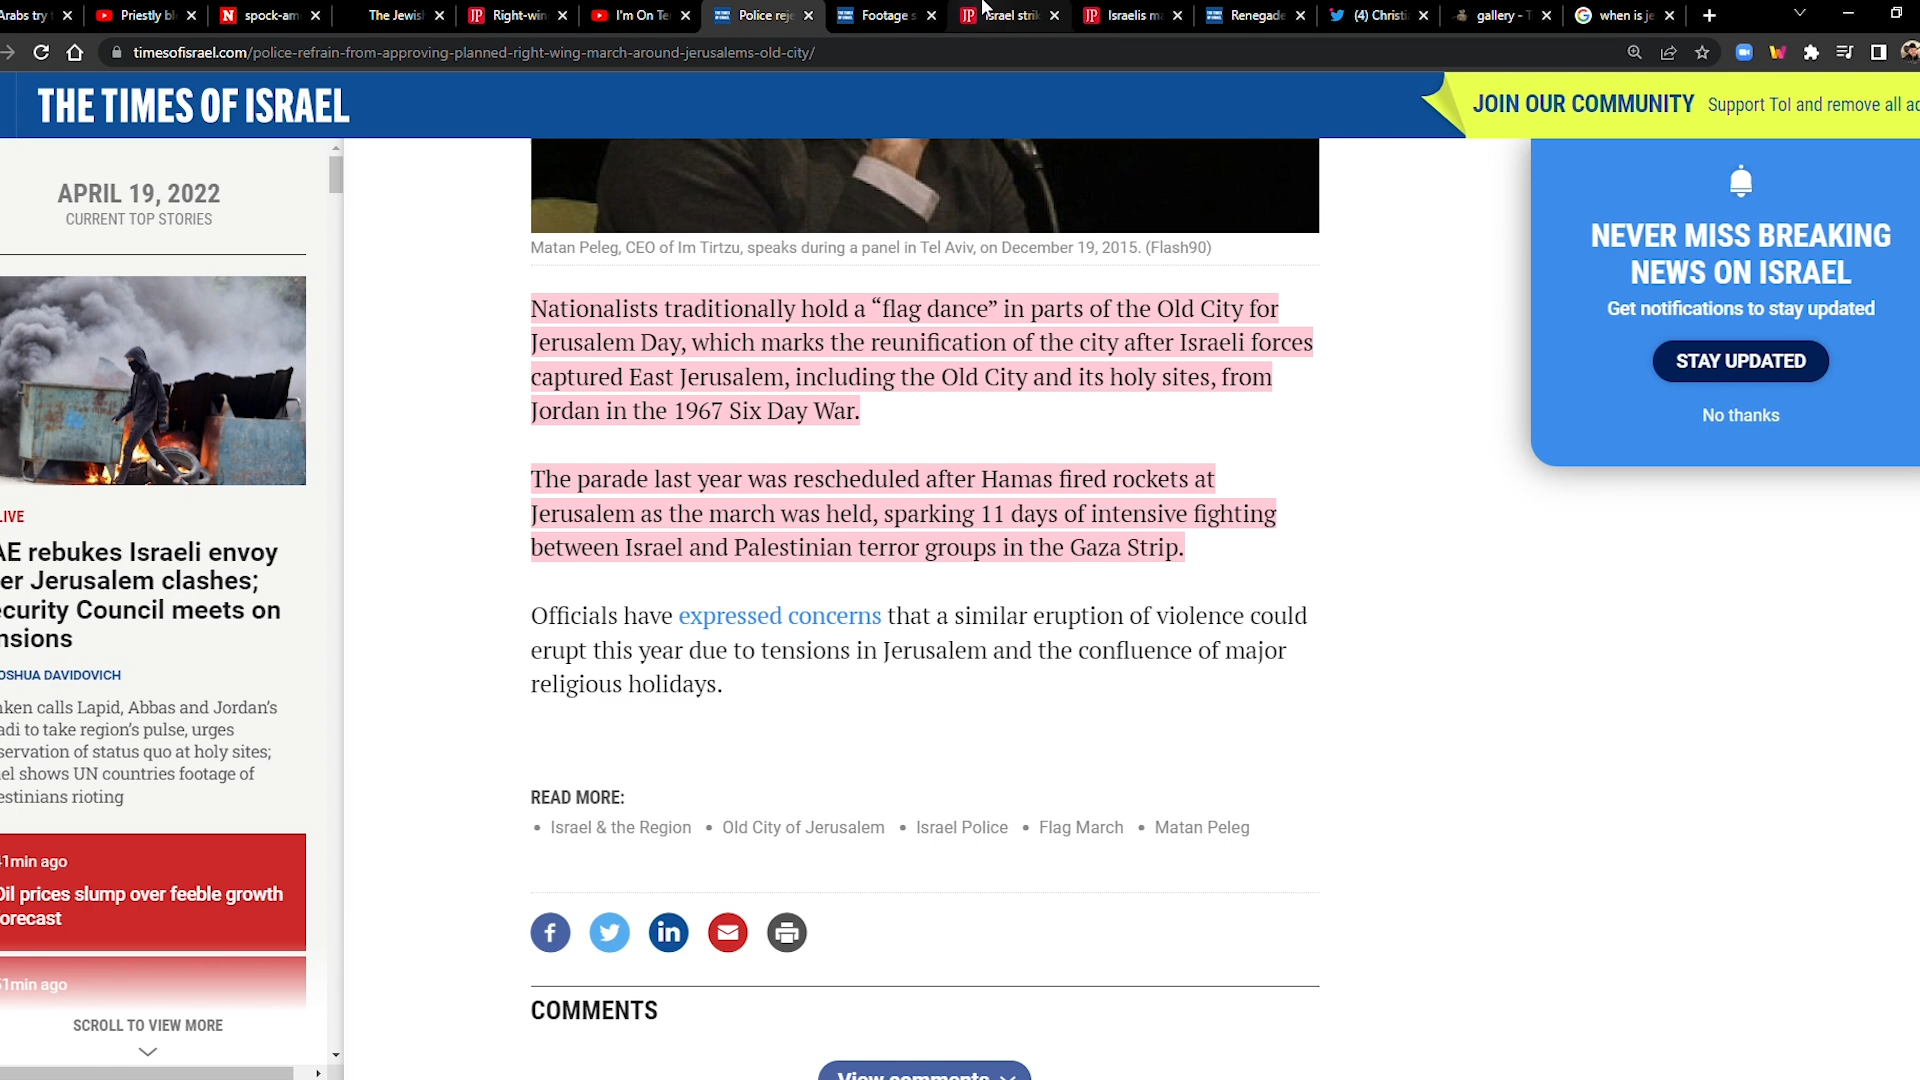 Arabs try
Priestly bl
spock-am
The Jewis
Right-win
I'm On Te
Police reje
Footage s
Israel strik
Israelis ma
Renegade
(4) Christi
gallery - T
when is je
timesofisrael.com/police-refrain-from-approving-planned-right-wing-march-around-jerusalems-old-city/
THE TIMES OF ISRAEL
JOIN OUR COMMUNITY Support ToI and remove all ad
APRIL 19, 2022
CURRENT TOP STORIES
LIVE
AE rebukes Israeli envoy
er Jerusalem clashes;
ecurity Council meets on
nsions
OSHUA DAVIDOVICH
nken calls Lapid, Abbas and Jordan's
adi to take region's pulse, urges
servation of status quo at holy sites;
el shows UN countries footage of
estinians rioting
41min ago
Oil prices slump over feeble growth
forecast
51min ago
SCROLL TO VIEW MORE
Matan Peleg, CEO of Im Tirtzu, speaks during a panel in Tel Aviv, on December 19, 2015. (Flash90)
Nationalists traditionally hold a “flag dance” in parts of the Old City for
Jerusalem Day, which marks the reunification of the city after Israeli forces
captured East Jerusalem, including the Old City and its holy sites, from
Jordan in the 1967 Six Day War.
The parade last year was rescheduled after Hamas fired rockets at
Jerusalem as the march was held, sparking 11 days of intensive fighting
between Israel and Palestinian terror groups in the Gaza Strip.
Officials have expressed concerns that a similar eruption of violence could
erupt this year due to tensions in Jerusalem and the confluence of major
religious holidays.
READ MORE:
• Israel & the Region • Old City of Jerusalem • Israel Police • Flag March • Matan Peleg
COMMENTS
View comments
NEVER MISS BREAKING
NEWS ON ISRAEL
Get notifications to stay updated
STAY UPDATED
No thanks